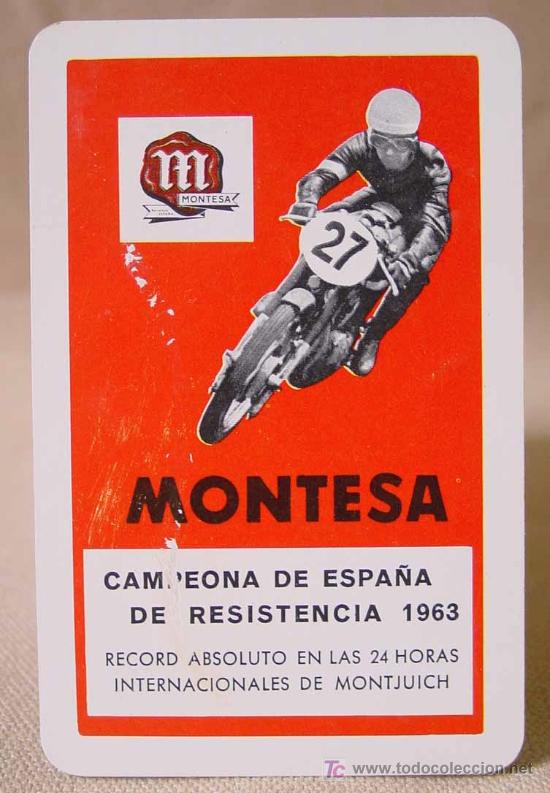 m
MONTESA
27
MONTESA
CAMPEONA DE ESPAÑA
DE RESISTENCIA 1963
RECORD ABSOLUTO EN LAS 24 HORAS
INTERNACIONALES DE MONTJUICH
TC www.todocoleccion.net